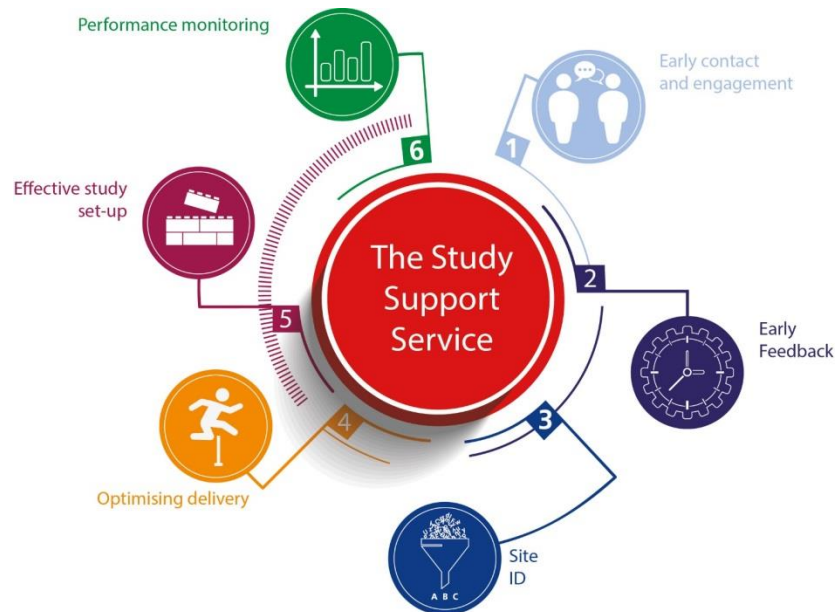 The Study
Support
Service
1
Early contact
and engagement
2
Early
Feedback
3
Site
ID
A B C
4
Optimising delivery
5
Effective study
set-up
6
Performance monitoring